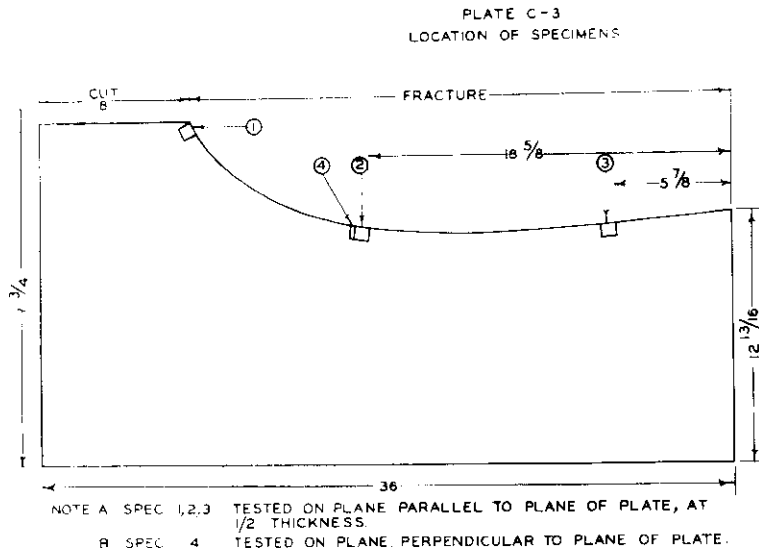 PLATE C-3
LOCATION OF SPECIMENS
CUT
8
FRACTURE
1
18 5/8
4
2
3
5 7/8
3/4
12 13/16
36
NOTE A SPEC 1,2,3 TESTED ON PLANE PARALLEL TO PLANE OF PLATE, AT
1/2 THICKNESS.
B SPEC 4 TESTED ON PLANE PERPENDICULAR TO PLANE OF PLATE.